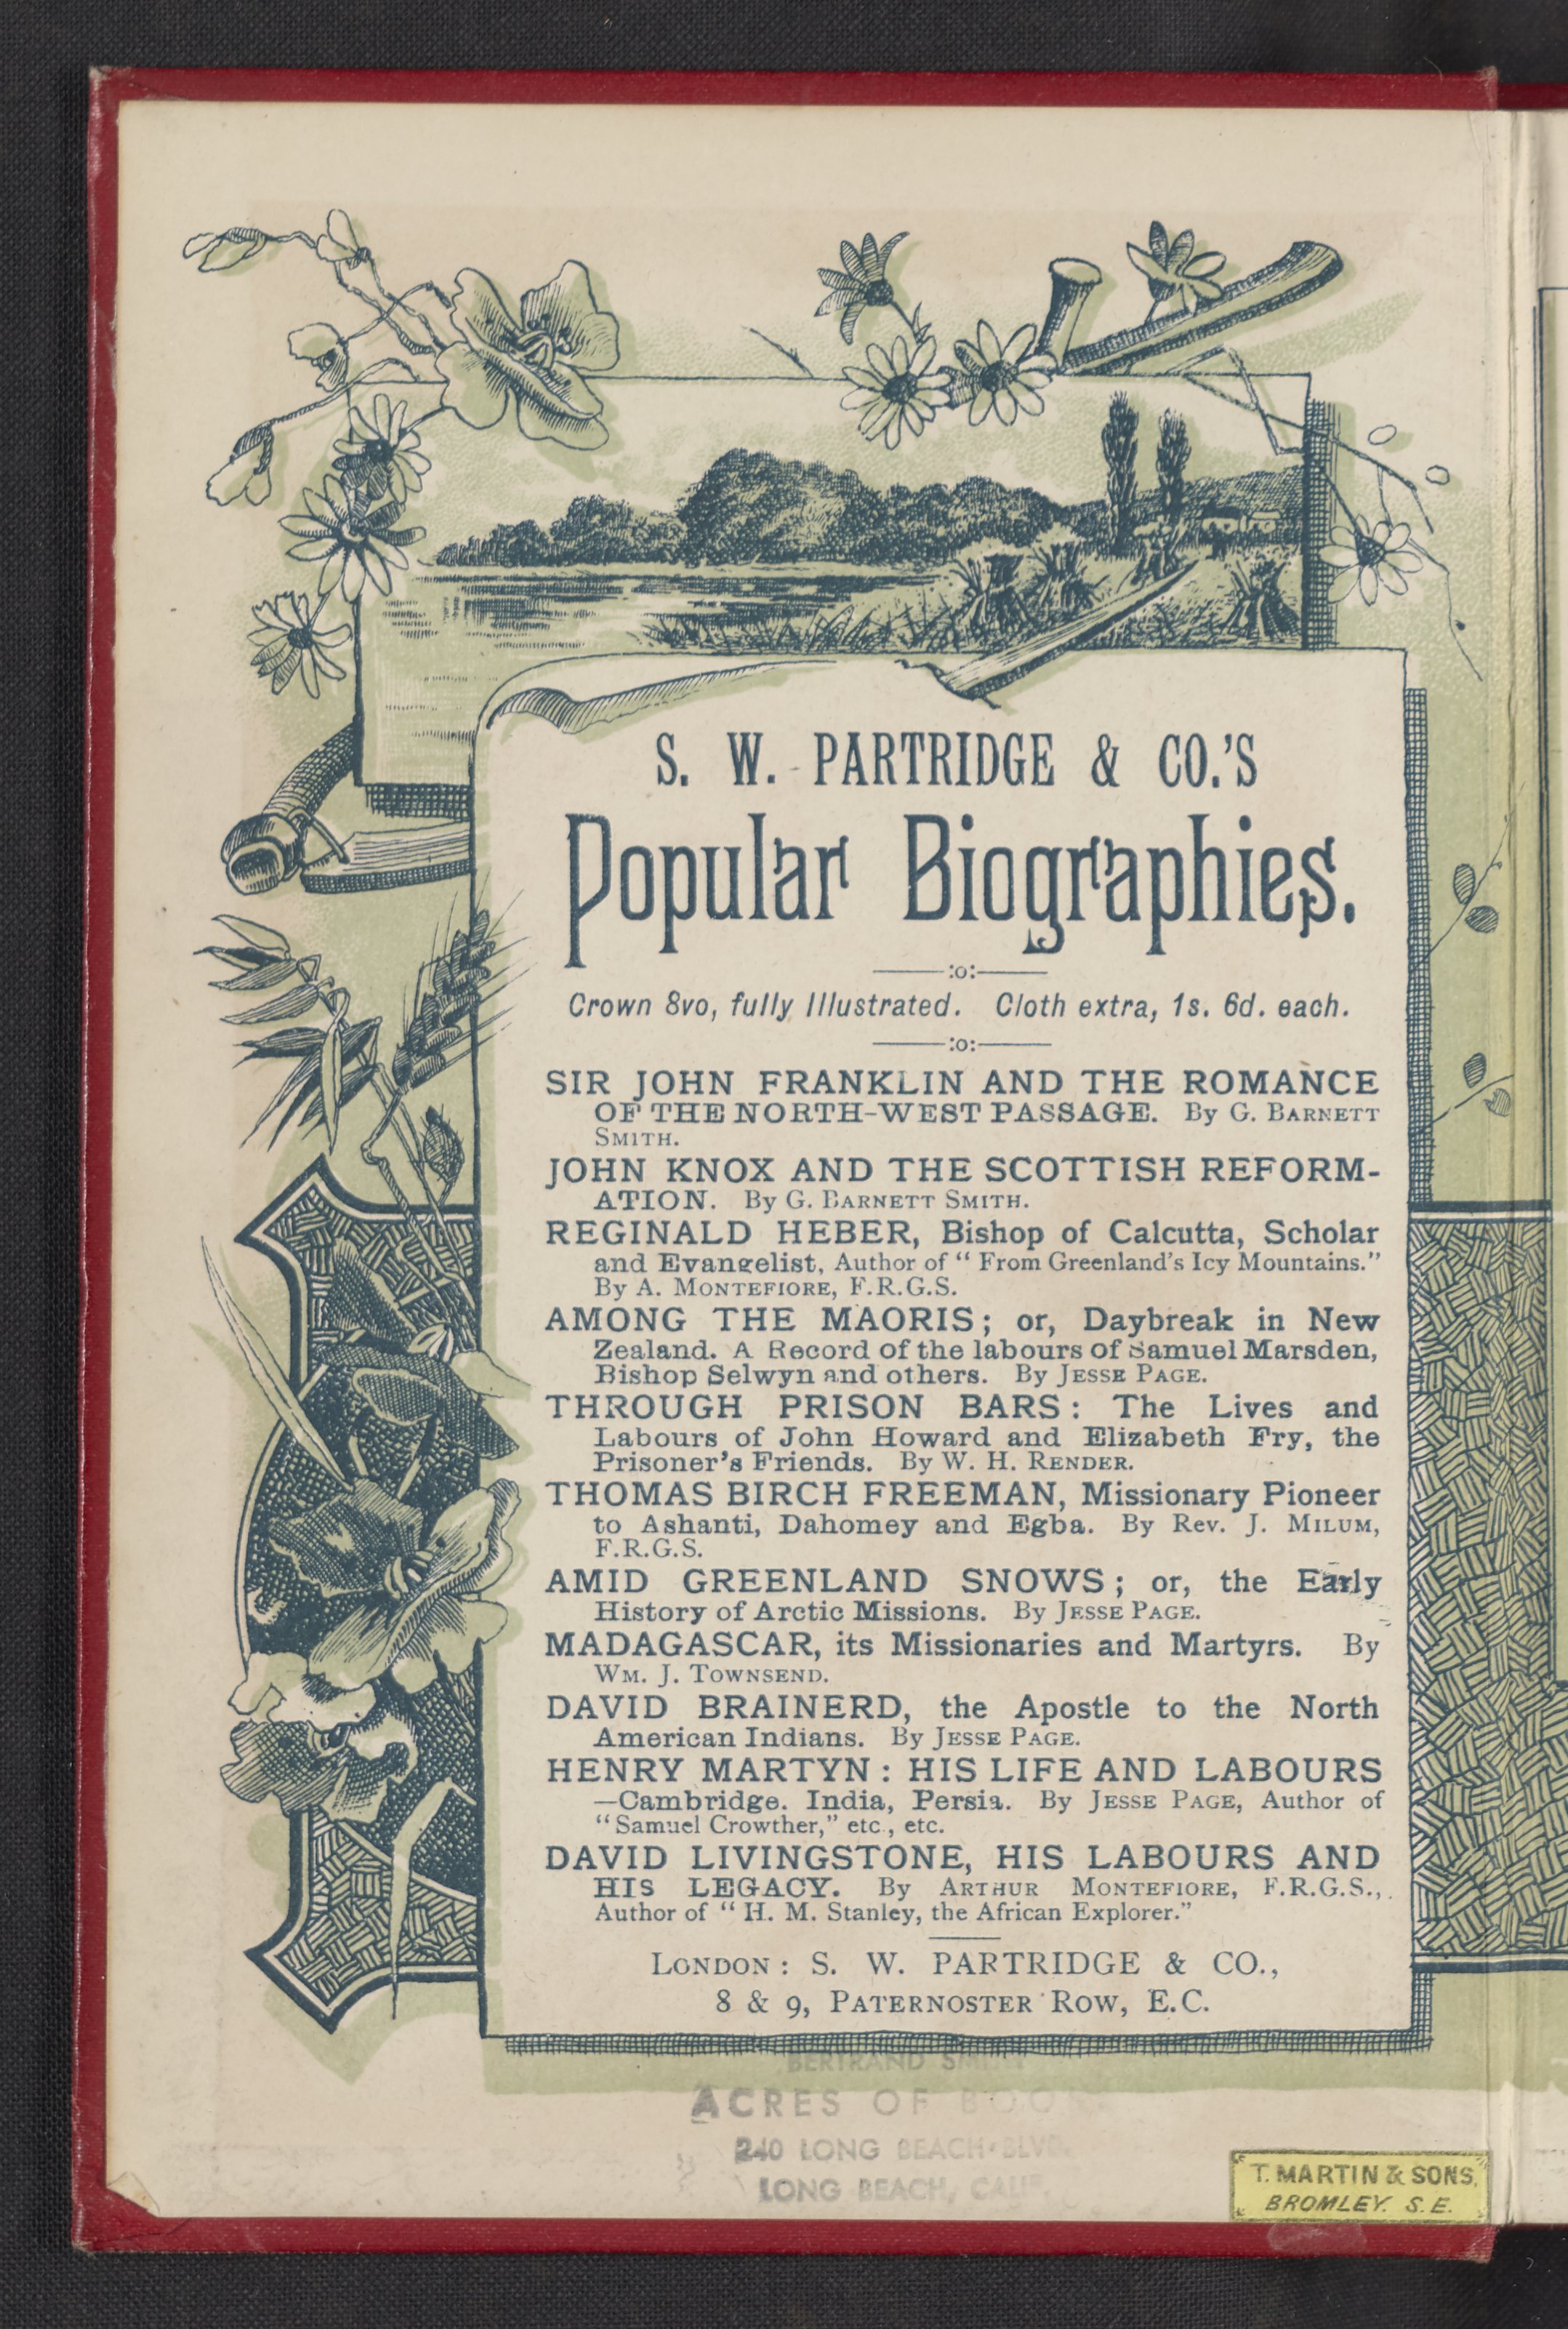 S. W. PARTRIDGE & CO.'S
Popular Biographies.
:o:
Crown 8vo, fully Illustrated. Cloth extra, 1s. 6d. each.
:o:
SIR JOHN FRANKLIN AND THE ROMANCE
OF THE NORTH-WEST PASSAGE. By G. BARNETT
SMITH.
JOHN KNOX AND THE SCOTTISH REFORM-
ATION. By G. BARNETT SMITH.
REGINALD HEBER, Bishop of Calcutta, Scholar
and Evangelist, Author of "From Greenland's Icy Mountains."
By A. MONTEFIORE, F.R.G.S.
AMONG THE MAORIS; or, Daybreak in New
Zealand. A Record of the labours of Samuel Marsden,
Bishop Selwyn and others. By JESSE PAGE.
THROUGH PRISON BARS: The Lives and
Labours of John Howard and Elizabeth Fry, the
Prisoner's Friends. By W. H. RENDER.
THOMAS BIRCH FREEMAN, Missionary Pioneer
to Ashanti, Dahomey and Egba. By Rev. J. MILUM,
F.R.G.S.
AMID GREENLAND SNOWS; or, the Early
History of Arctic Missions. By JESSE PAGE.
MADAGASCAR, its Missionaries and Martyrs. By
WM. J. TOWNSEND.
DAVID BRAINERD, the Apostle to the North
American Indians. By JESSE PAGE.
HENRY MARTYN: HIS LIFE AND LABOURS
—Cambridge. India, Persia. By JESSE PAGE, Author of
"Samuel Crowther," etc., etc.
DAVID LIVINGSTONE, HIS LABOURS AND
HIS LEGACY. By ARTHUR MONTEFIORE, F.R.G.S.,
Author of "H. M. Stanley, the African Explorer."
LONDON: S. W. PARTRIDGE & CO.,
8 & 9, PATERNOSTER ROW, E.C.
BERTRAND
ACRES OF
240 LONG BEACH BLVD.
LONG BEACH, CALIF.
T. MARTIN & SONS,
BROMLEY. S.E.